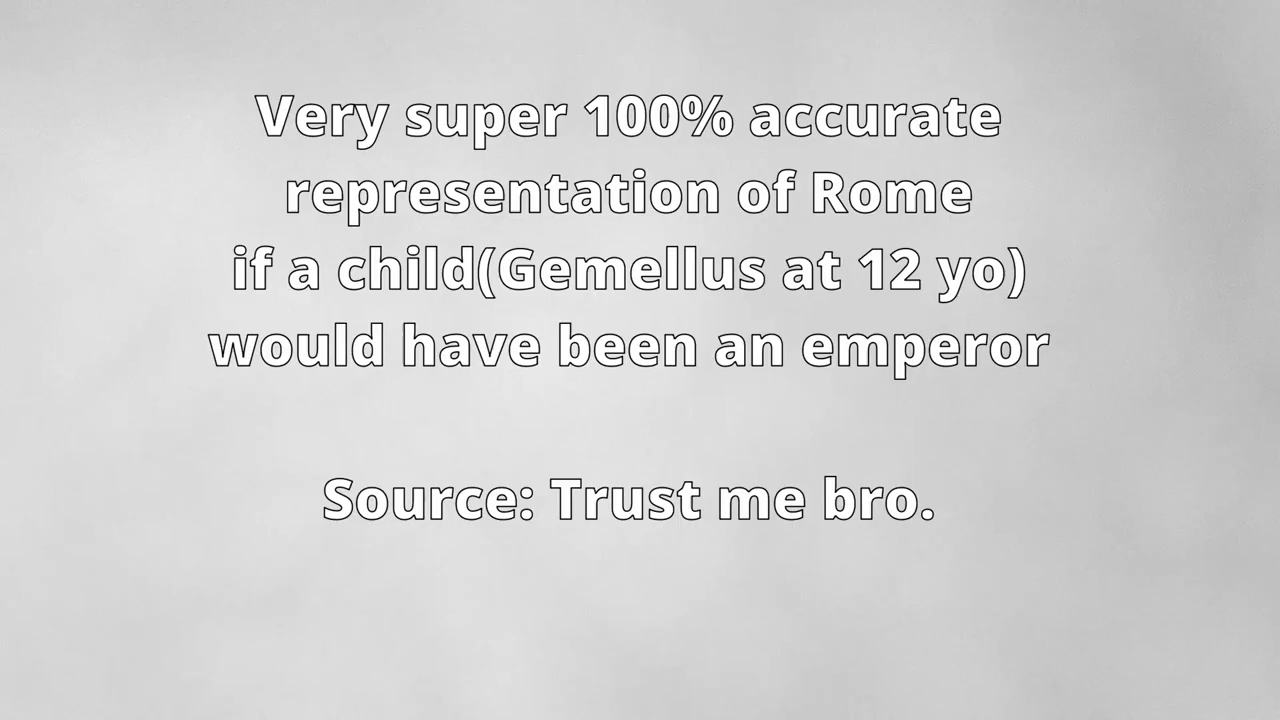 Very super 100% accurate
representation of Rome
if a child(Gemellus at 12 yo)
would have been an emperor
Source: Trust me bro.